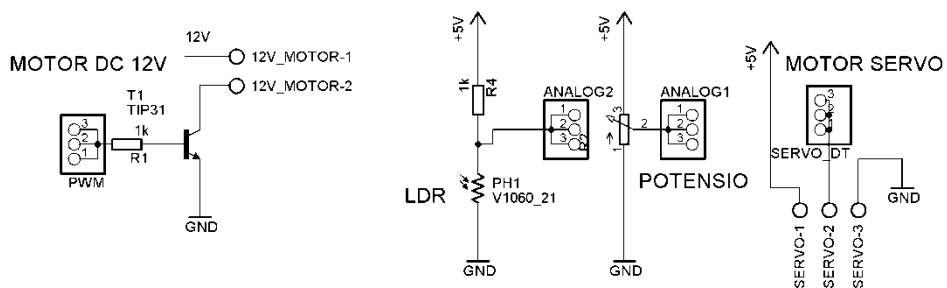 MOTOR DC 12V
12V
12V_MOTOR-1
12V_MOTOR-2
T1
TIP31
3
2
1
PWM
1k
R1
GND
+5V
1k
R4
LDR
PH1
V1060_21
GND
ANALOG2
1
2
3
+5V
3
2
1
GND
ANALOG1
1
2
3
POTENSIO
MOTOR SERVO
+5V
3
2
1
SERVO_DT
GND
SERVO-1
SERVO-2
SERVO-3